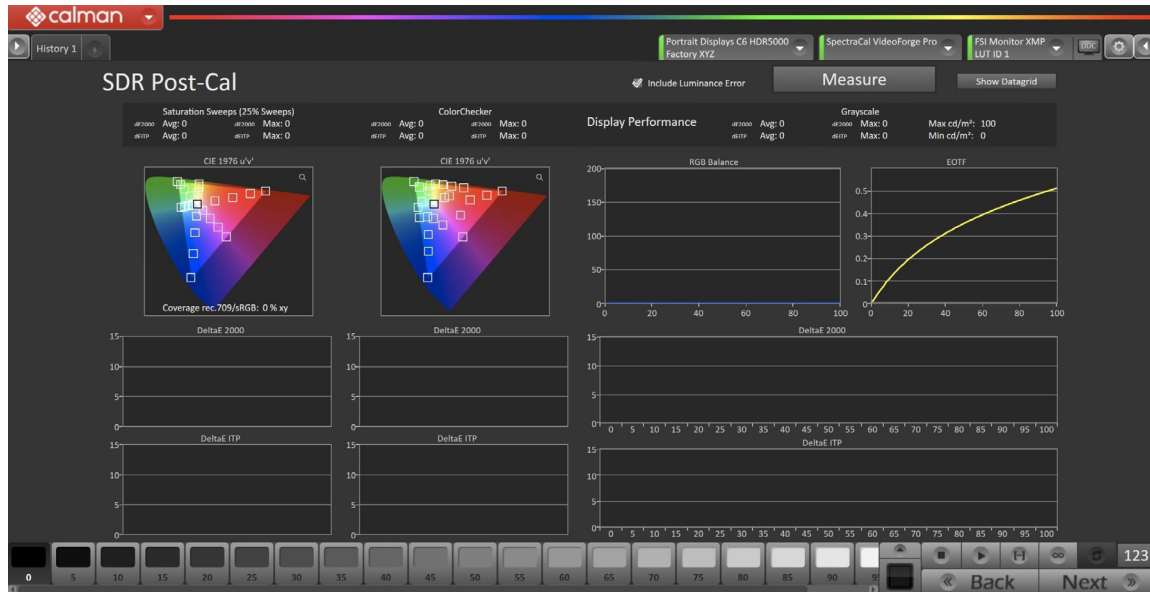 calman
History 1
Portrait Displays C6 HDR5000
Factory XYZ
SpectraCal VideoForge Pro
FSI Monitor XMP
LUT ID 1
DDC
SDR Post-Cal
Include Luminance Error
Measure
Show Datagrid
Saturation Sweeps (25% Sweeps)
dE2000 Avg: 0 dE2000 Max: 0
dEITP Avg: 0 dEITP Max: 0
ColorChecker
dE2000 Avg: 0 dE2000 Max: 0
dEITP Avg: 0 dEITP Max: 0
Display Performance
Grayscale
dE2000 Avg: 0 dE2000 Max: 0 Max cd/m²: 100
dEITP Avg: 0 dEITP Max: 0 Min cd/m²: 0
CIE 1976 u'v'
Coverage rec.709/sRGB: 0 % xy
CIE 1976 u'v'
RGB Balance
200
150
100
50
0
0 20 40 60 80 100
EOTF
0.5
0.4
0.3
0.2
0.1
0
0 20 40 60 80 100
DeltaE 2000
15
10
5
0
DeltaE 2000
15
10
5
0
DeltaE 2000
15
10
5
0
0 5 10 15 20 25 30 35 40 45 50 55 60 65 70 75 80 85 90 95 100
DeltaE ITP
15
10
5
0
DeltaE ITP
15
10
5
0
DeltaE ITP
15
10
5
0
0 5 10 15 20 25 30 35 40 45 50 55 60 65 70 75 80 85 90 95 100
0 5 10 15 20 25 30 35 40 45 50 55 60 65 70 75 80 85 90
123
Back
Next